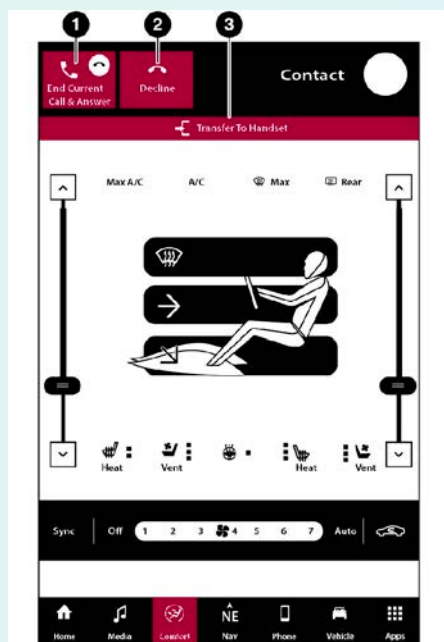 1 2 3
End Current
Call & Answer
Decline
Contact
Transfer To Handset
Max A/C A/C Max Rear
Heat Vent Heat Vent
Sync Off 1 2 3 4 5 6 7 Auto
NE
Home Media Comfort Nav Phone Vehicle Apps